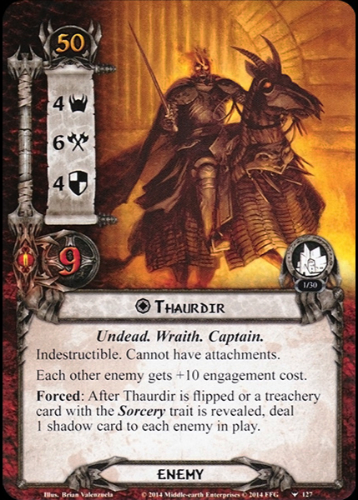 50
4
6
4
9
1/30
THAURDIR
Undead. Wraith. Captain.
Indestructible. Cannot have attachments.
Each other enemy gets +10 engagement cost.
Forced: After Thaurdir is flipped or a treachery
card with the Sorcery trait is revealed, deal
1 shadow card to each enemy in play.
ENEMY
Illus. Brian Valenzuela © 2014 Middle-earth Enterprises © 2014 FFG 127